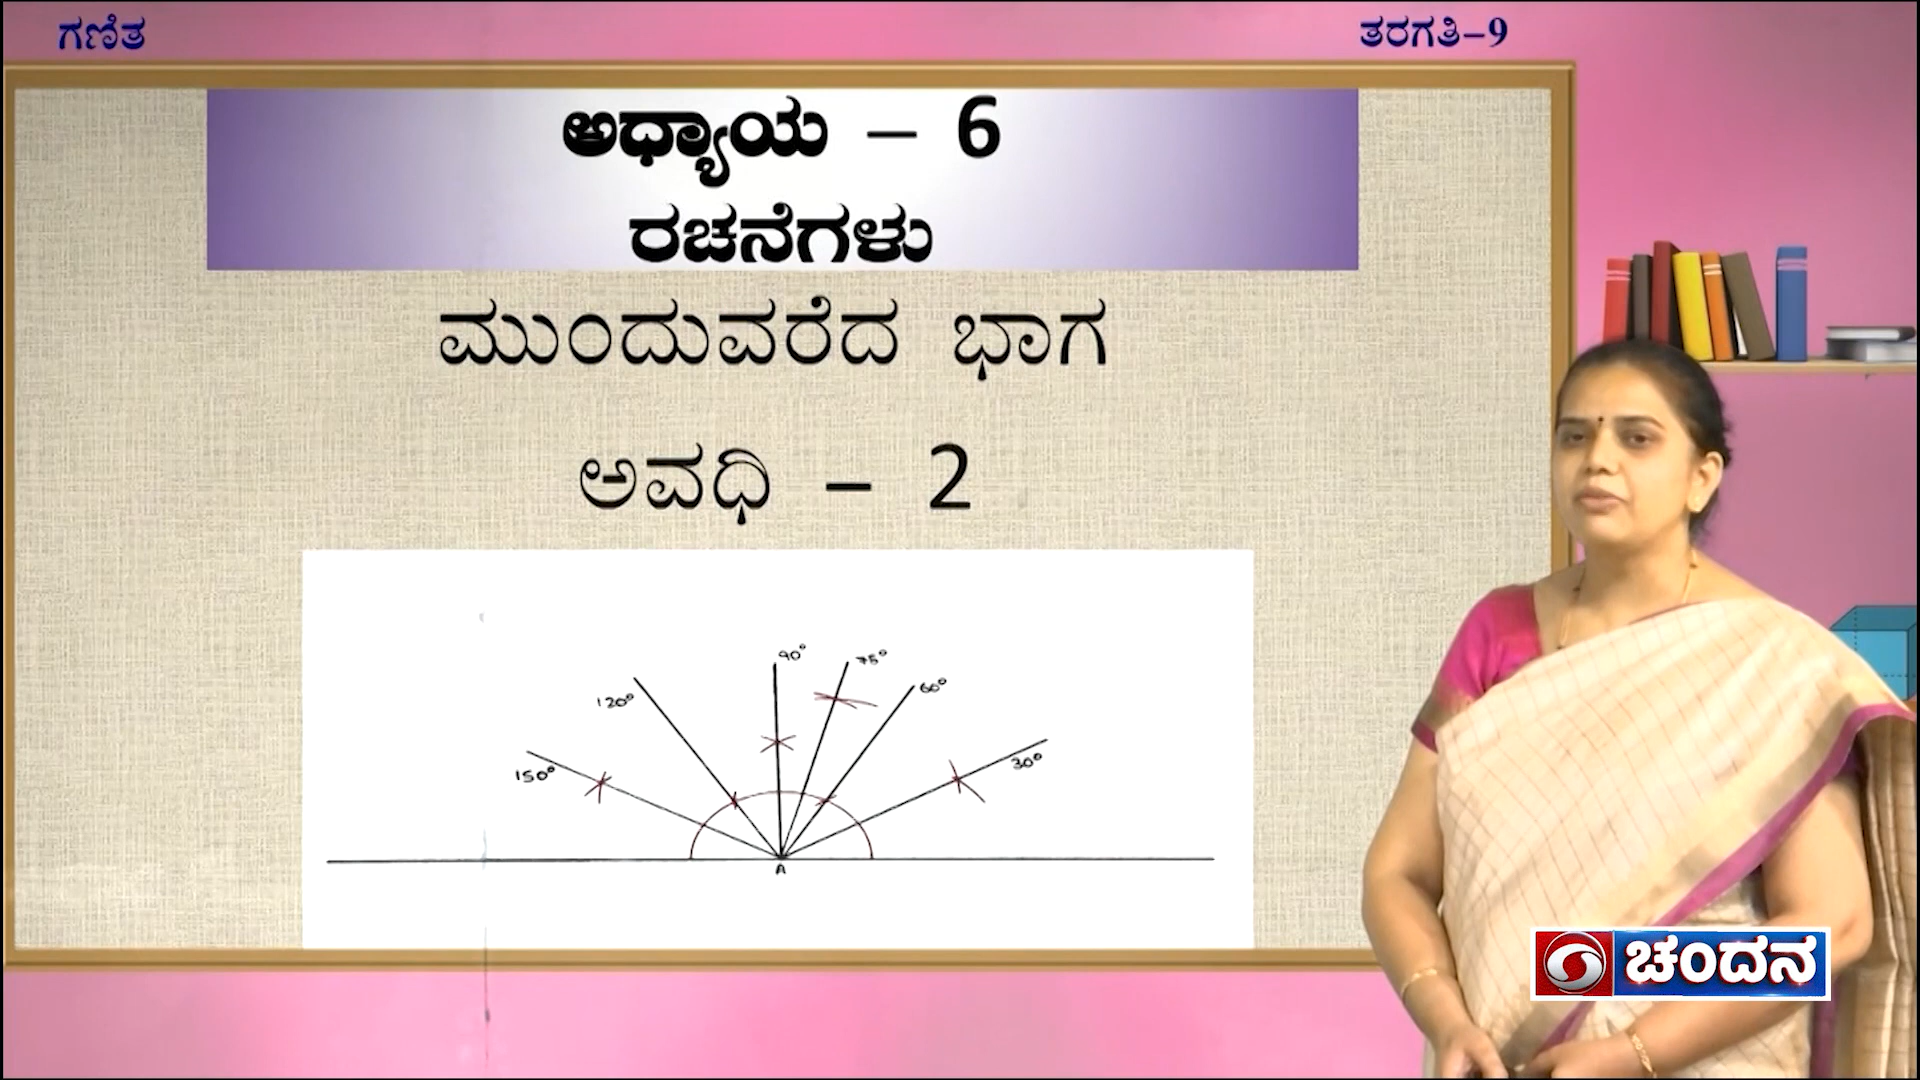 ಗಣಿತ
ತರಗತಿ-9
ಅಧ್ಯಾಯ – 6
ರಚನೆಗಳು
ಮುಂದುವರೆದ ಭಾಗ
ಅವಧಿ – 2
90°
75°
120°
60°
150°
30°
A
ಚಂದನ